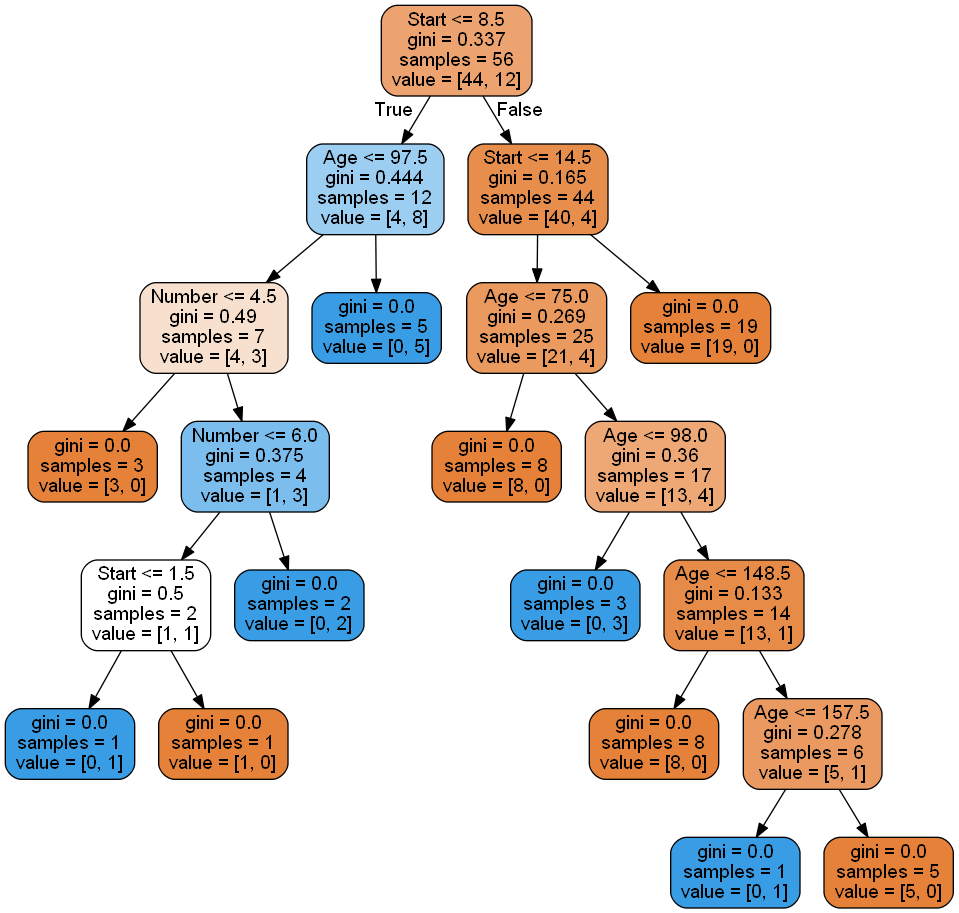 Start <= 8.5
gini = 0.337
samples = 56
value = [44, 12]
True
False
Age <= 97.5
gini = 0.444
samples = 12
value = [4, 8]
Start <= 14.5
gini = 0.165
samples = 44
value = [40, 4]
Number <= 4.5
gini = 0.49
samples = 7
value = [4, 3]
gini = 0.0
samples = 5
value = [0, 5]
Age <= 75.0
gini = 0.269
samples = 25
value = [21, 4]
gini = 0.0
samples = 19
value = [19, 0]
gini = 0.0
samples = 3
value = [3, 0]
Number <= 6.0
gini = 0.375
samples = 4
value = [1, 3]
gini = 0.0
samples = 8
value = [8, 0]
Age <= 98.0
gini = 0.36
samples = 17
value = [13, 4]
Start <= 1.5
gini = 0.5
samples = 2
value = [1, 1]
gini = 0.0
samples = 2
value = [0, 2]
gini = 0.0
samples = 3
value = [0, 3]
Age <= 148.5
gini = 0.133
samples = 14
value = [13, 1]
gini = 0.0
samples = 1
value = [0, 1]
gini = 0.0
samples = 1
value = [1, 0]
gini = 0.0
samples = 8
value = [8, 0]
Age <= 157.5
gini = 0.278
samples = 6
value = [5, 1]
gini = 0.0
samples = 1
value = [0, 1]
gini = 0.0
samples = 5
value = [5, 0]